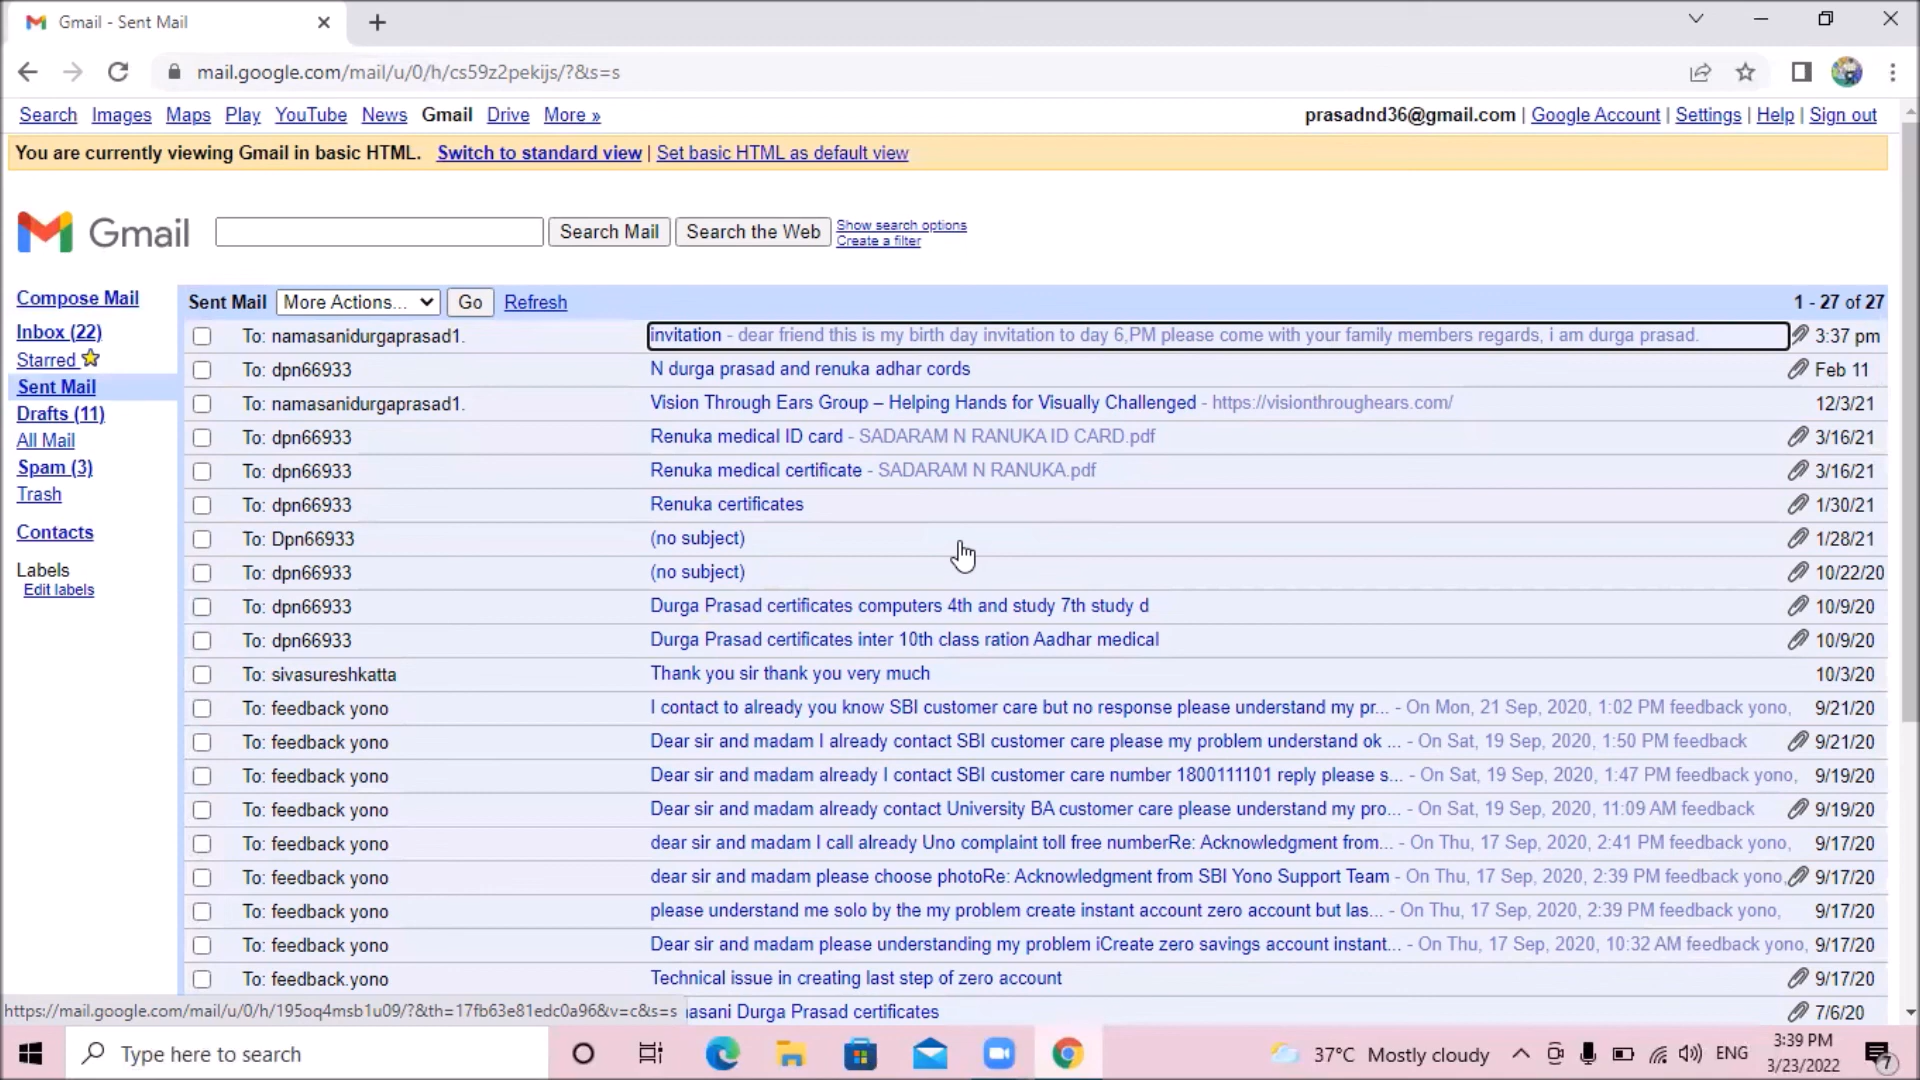 Gmail - Sent Mail
mail.google.com/mail/u/0/h/cs59z2pekijs/?&s=s
Search Images Maps Play YouTube News Gmail Drive More »
prasadnd36@gmail.com | Google Account | Settings | Help | Sign out
You are currently viewing Gmail in basic HTML. Switch to standard view | Set basic HTML as default view
Gmail
Search Mail
Search the Web
Show search options
Create a filter
Compose Mail
Inbox (22)
Starred
Sent Mail
Drafts (11)
All Mail
Spam (3)
Trash
Contacts
Labels
Edit labels
Sent Mail More Actions... Go Refresh 1 - 27 of 27
To: namasanidurgaprasad1. invitation - dear friend this is my birth day invitation to day 6,PM please come with your family members regards, i am durga prasad. 3:37 pm
To: dpn66933 N durga prasad and renuka adhar cords Feb 11
To: namasanidurgaprasad1. Vision Through Ears Group – Helping Hands for Visually Challenged - https://visionthroughears.com/ 12/3/21
To: dpn66933 Renuka medical ID card - SADARAM N RANUKA ID CARD.pdf 3/16/21
To: dpn66933 Renuka medical certificate - SADARAM N RANUKA.pdf 3/16/21
To: dpn66933 Renuka certificates 1/30/21
To: Dpn66933 (no subject) 1/28/21
To: dpn66933 (no subject) 10/22/20
To: dpn66933 Durga Prasad certificates computers 4th and study 7th study d 10/9/20
To: dpn66933 Durga Prasad certificates inter 10th class ration Aadhar medical 10/9/20
To: sivasureshkatta Thank you sir thank you very much 10/3/20
To: feedback yono I contact to already you know SBI customer care but no response please understand my pr... - On Mon, 21 Sep, 2020, 1:02 PM feedback yono, 9/21/20
To: feedback yono Dear sir and madam I already contact SBI customer care please my problem understand ok ... - On Sat, 19 Sep, 2020, 1:50 PM feedback 9/21/20
To: feedback yono Dear sir and madam already I contact SBI customer care number 1800111101 reply please s... - On Sat, 19 Sep, 2020, 1:47 PM feedback yono, 9/19/20
To: feedback yono Dear sir and madam already contact University BA customer care please understand my pro... - On Sat, 19 Sep, 2020, 11:09 AM feedback 9/19/20
To: feedback yono dear sir and madam I call already Uno complaint toll free numberRe: Acknowledgment from... - On Thu, 17 Sep, 2020, 2:41 PM feedback yono, 9/17/20
To: feedback yono dear sir and madam please choose photoRe: Acknowledgment from SBI Yono Support Team - On Thu, 17 Sep, 2020, 2:39 PM feedback yono, 9/17/20
To: feedback yono please understand me solo by the my problem create instant account zero account but las... - On Thu, 17 Sep, 2020, 2:39 PM feedback yono, 9/17/20
To: feedback yono Dear sir and madam please understanding my problem iCreate zero savings account instant... - On Thu, 17 Sep, 2020, 10:32 AM feedback yono, 9/17/20
To: feedback.yono Technical issue in creating last step of zero account 9/17/20
https://mail.google.com/mail/u/0/h/195oq4msb1u09/?&th=17fb63e81edc0a96&v=c&s=s
asani Durga Prasad certificates 7/6/20
Type here to search
37°C Mostly cloudy
ENG
3:39 PM
3/23/2022
7